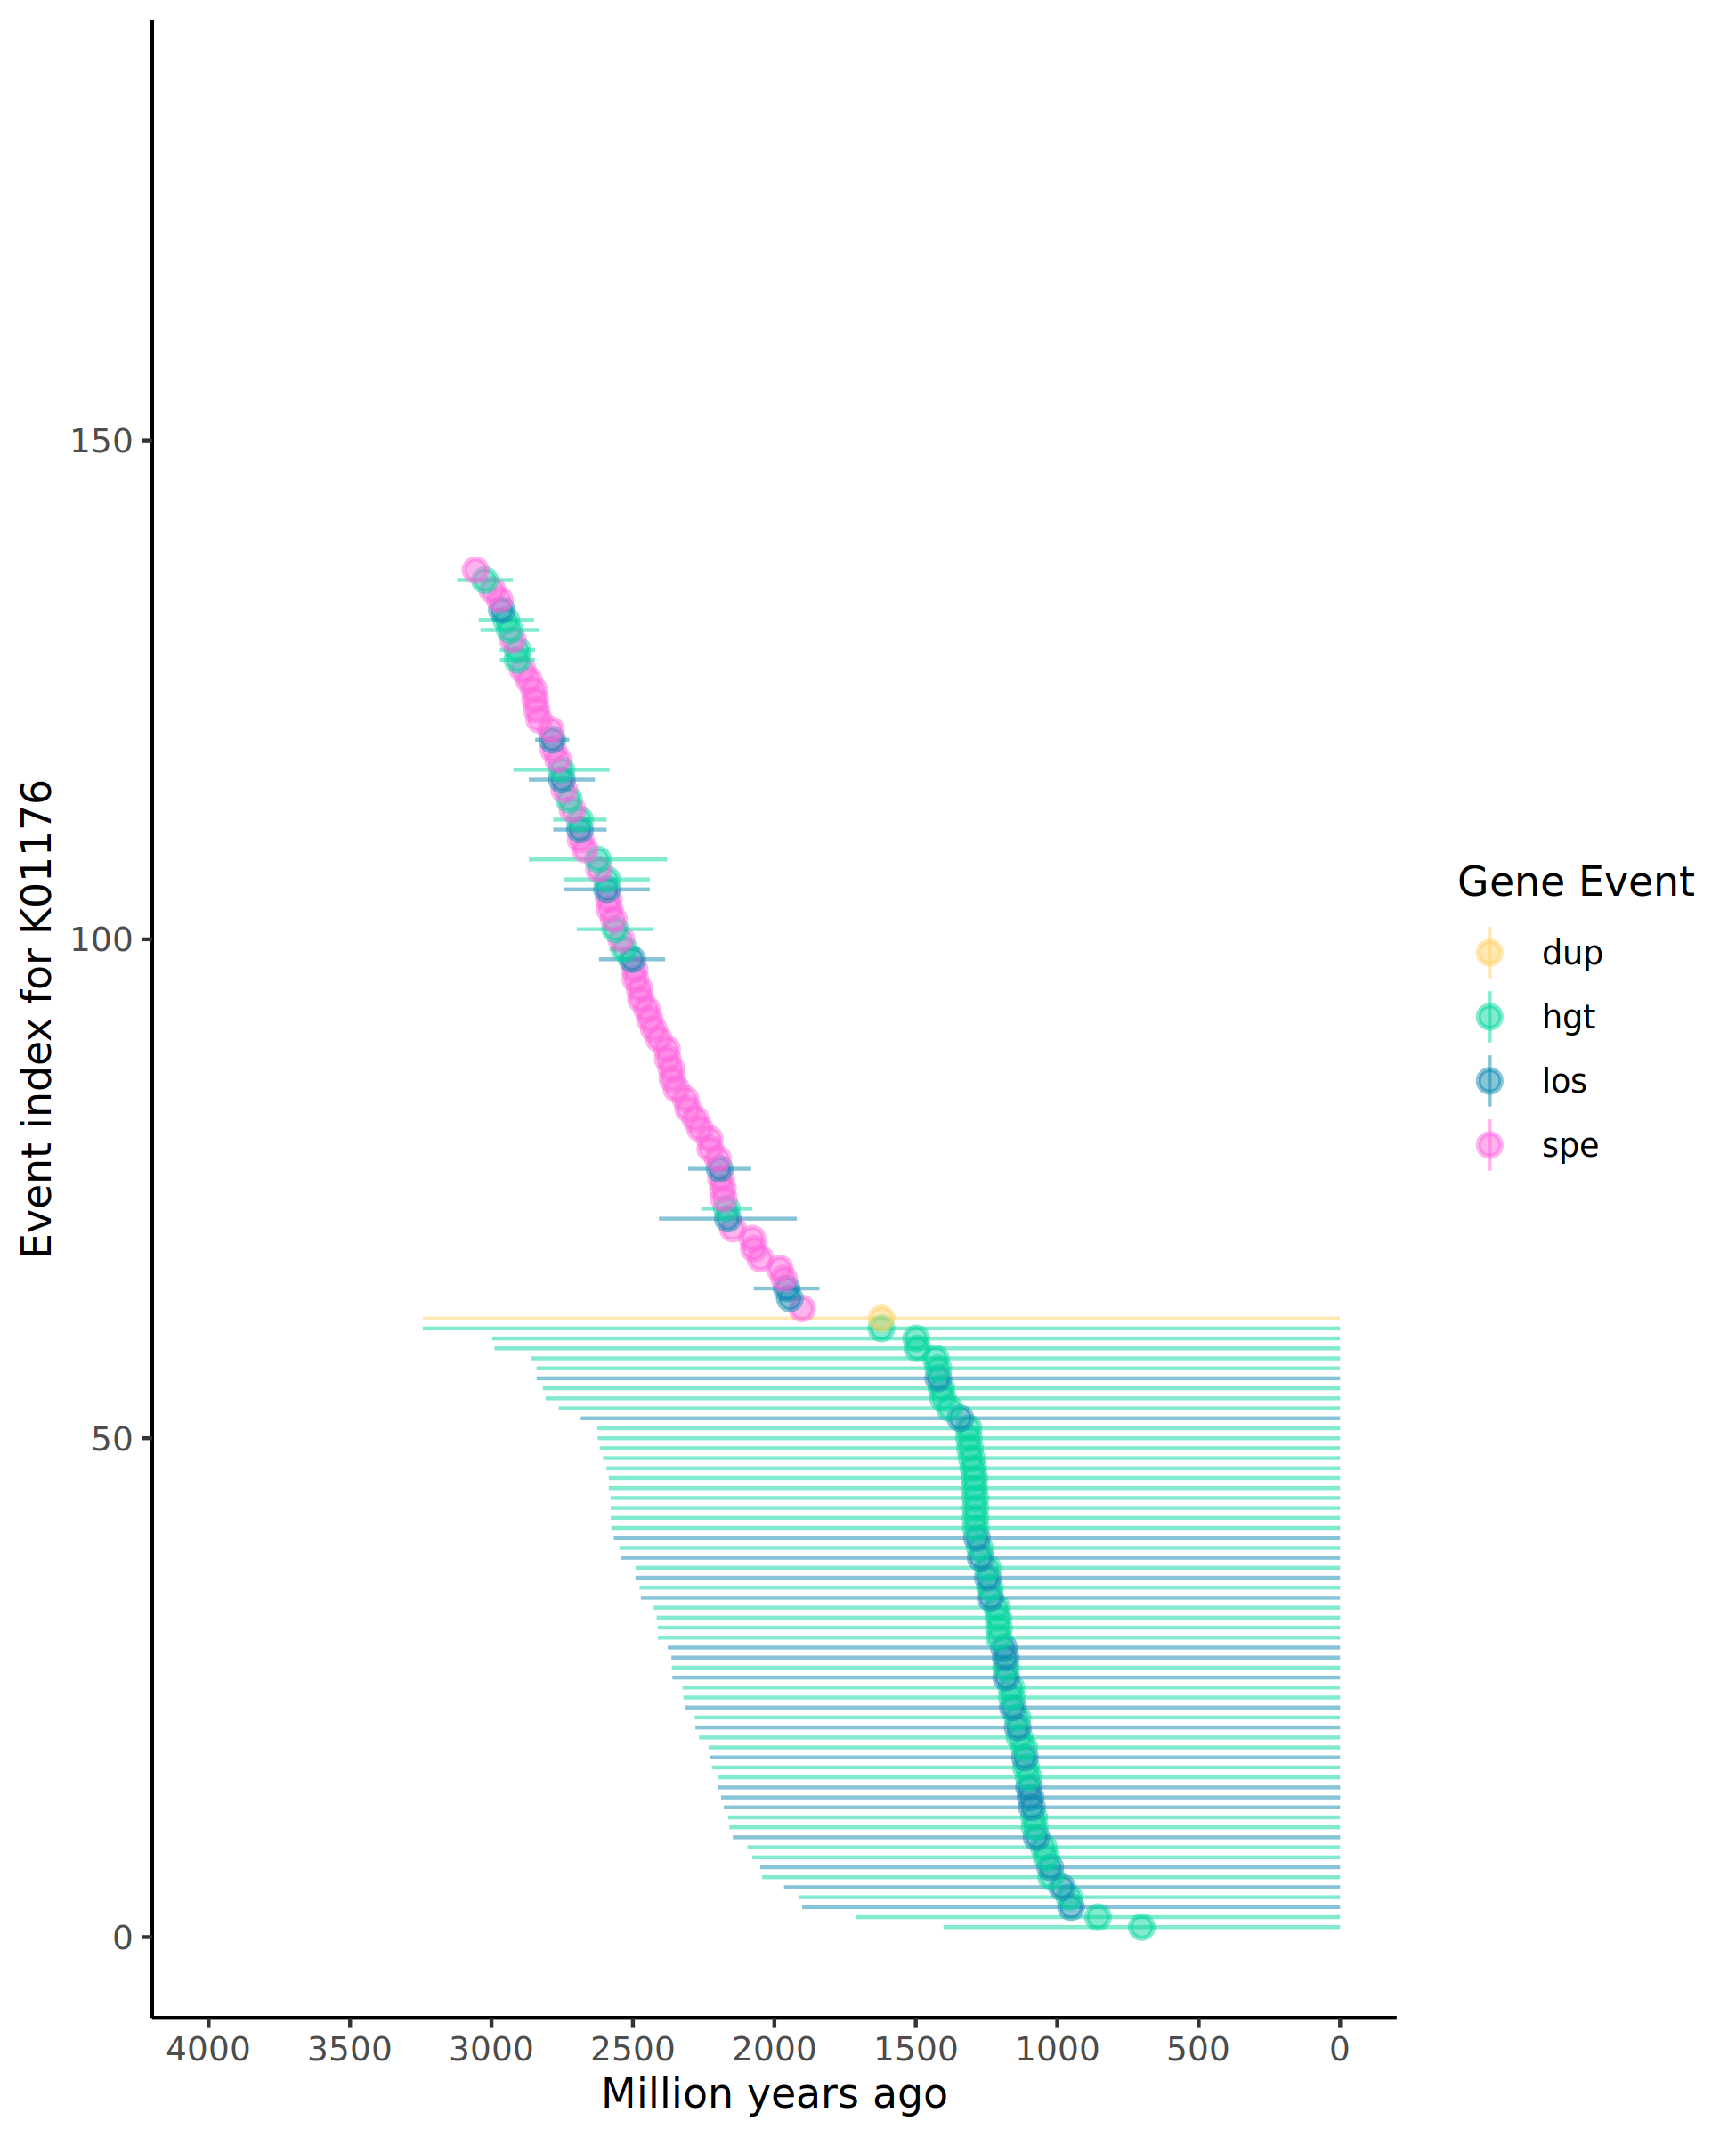 150
100
50
0
Event index for K01176
4000 3500 3000 2500 2000 1500 1000 500 0
Million years ago
Gene Event
dup
hgt
los
spe